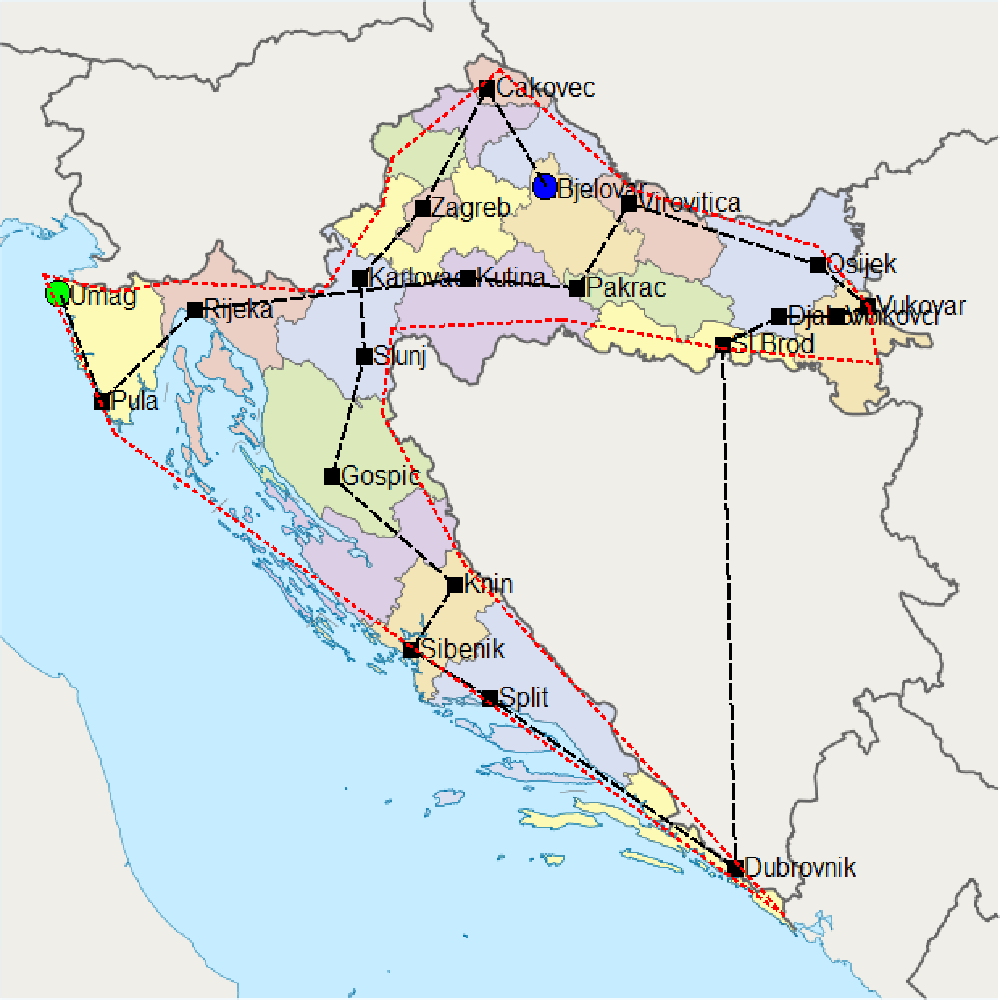 Cakovec
Bjelovar
Virovitica
Zagreb
Osijek
Karlovac
Kutina
Pakrac
Umag
Rijeka
Vukovar
Vinkovci
Sl.Brod
Slunj
Pula
Gospic
Knin
Sibenik
Split
Dubrovnik